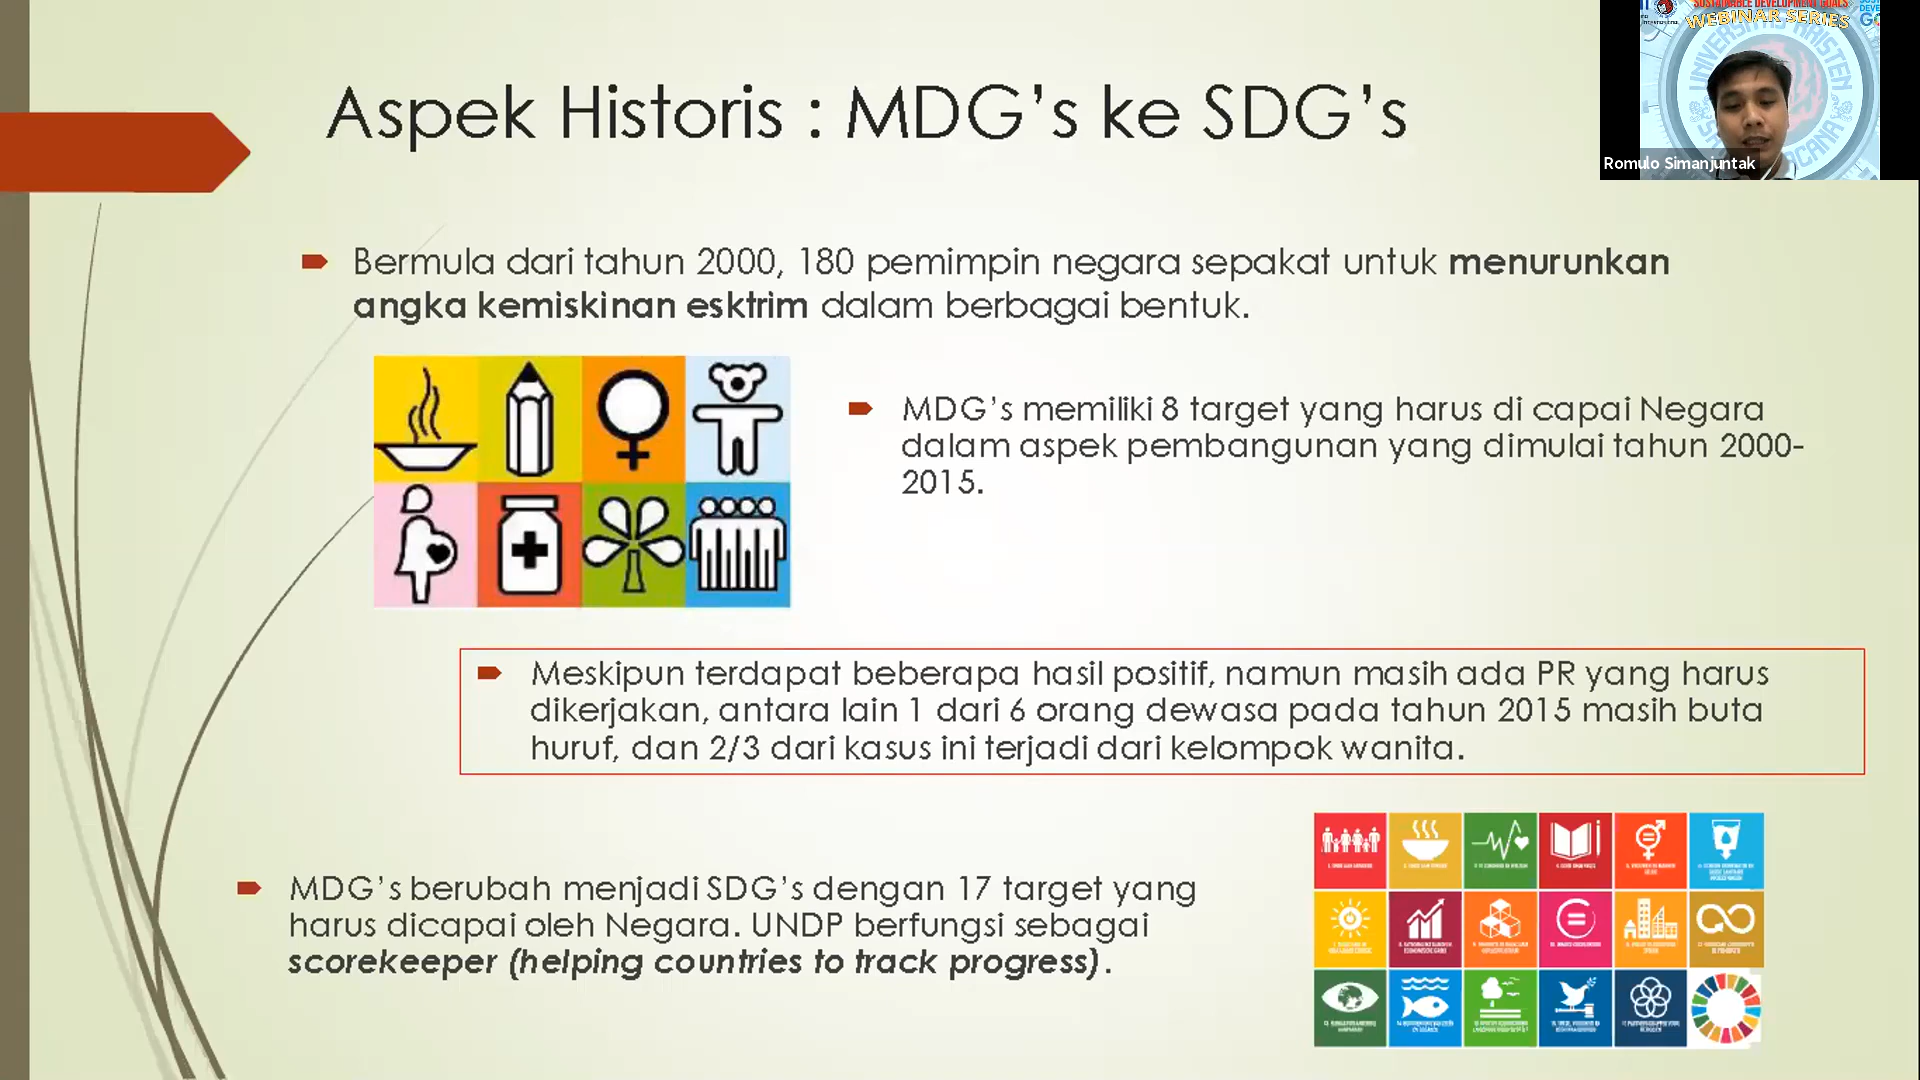 SUSTAINABLE DEVELOPMENT GOALS
WEBINAR SERIES
UNIVERSITAS KRISTEN
Romulo Simanjuntak
Aspek Historis : MDG’s ke SDG’s
Bermula dari tahun 2000, 180 pemimpin negara sepakat untuk menurunkan
angka kemiskinan esktrim dalam berbagai bentuk.
MDG’s memiliki 8 target yang harus di capai Negara
dalam aspek pembangunan yang dimulai tahun 2000-
2015.
Meskipun terdapat beberapa hasil positif, namun masih ada PR yang harus
dikerjakan, antara lain 1 dari 6 orang dewasa pada tahun 2015 masih buta
huruf, dan 2/3 dari kasus ini terjadi dari kelompok wanita.
MDG’s berubah menjadi SDG’s dengan 17 target yang
harus dicapai oleh Negara. UNDP berfungsi sebagai
scorekeeper (helping countries to track progress).